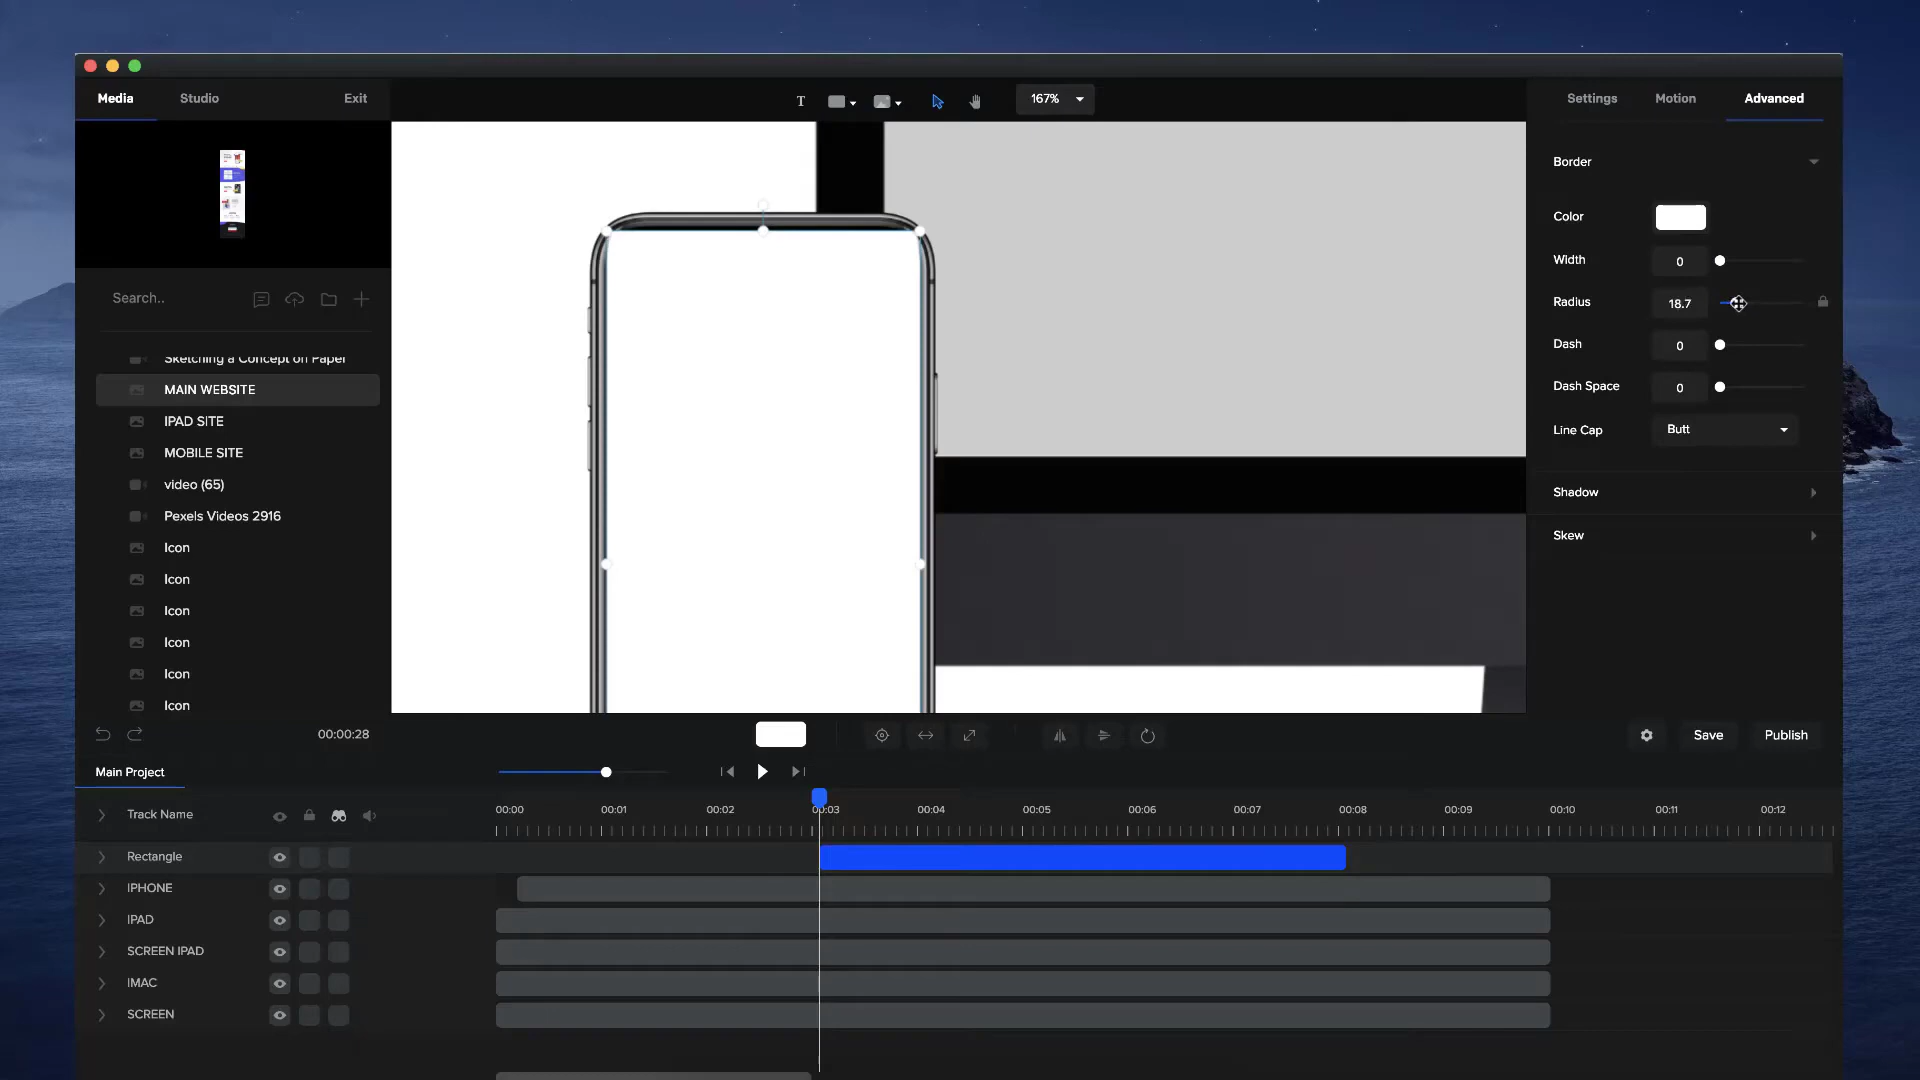 Media Studio Exit
T
167%
Settings Motion Advanced
Border
Color
Width 0
Radius 18.7
Dash 0
Dash Space 0
Line Cap Butt
Shadow
Skew
Search..
Sketching a Concept on Paper
MAIN WEBSITE
IPAD SITE
MOBILE SITE
video (65)
Pexels Videos 2916
Icon
Icon
Icon
Icon
Icon
Icon
00:00:28
Save Publish
Main Project
Track Name
00:00 00:01 00:02 00:03 00:04 00:05 00:06 00:07 00:08 00:09 00:10 00:11 00:12
Rectangle
IPHONE
IPAD
SCREEN IPAD
IMAC
SCREEN